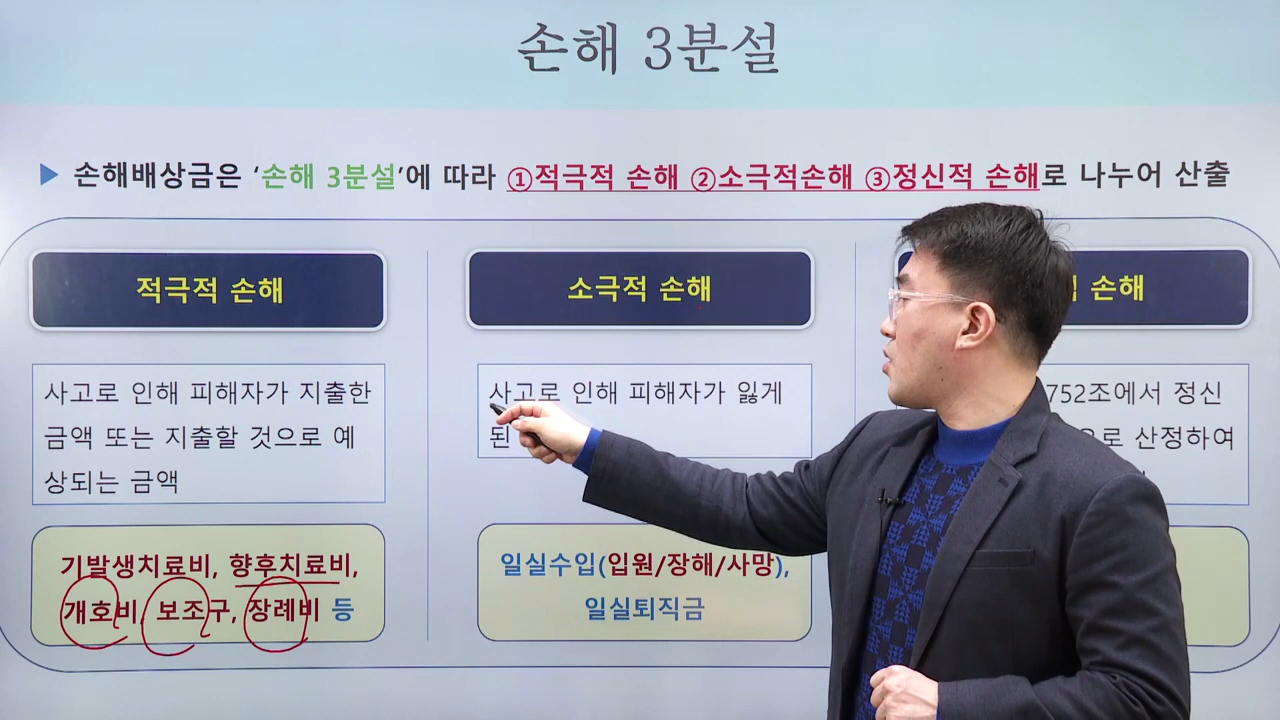 손해 3분설
▶ 손해배상금은 ‘손해 3분설’에 따라 ①적극적 손해 ②소극적손해 ③정신적 손해로 나누어 산출
적극적 손해
사고로 인해 피해자가 지출한
금액 또는 지출할 것으로 예
상되는 금액
기발생치료비, 향후치료비,
개호비, 보조구, 장례비 등
소극적 손해
사고로 인해 피해자가 잃게
된
일실수입(입원/장해/사망),
일실퇴직금
손해
752조에서 정신
으로 산정하여